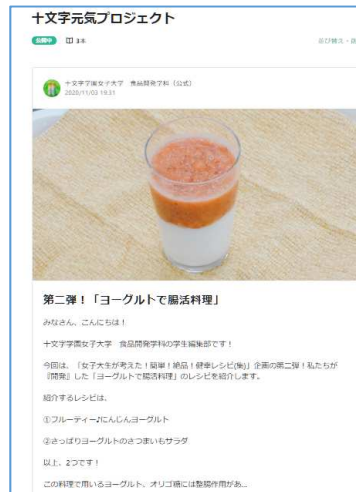 十文字元気プロジェクト
公開中 3本
十文字学園女子大学 食品開発学科（公式）
2020/11/03 19:31
第二弾！「ヨーグルトで腸活料理」
みなさん、こんにちは！
十文字学園女子大学 食品開発学科の学生編集部です！
今回は、「女子大生が考えた！簡単！絶品！健幸レシピ(集)」企画の第二弾！私たちが
『開発』した「ヨーグルトで腸活料理」のレシピを紹介します。
紹介するレシピは、
①フルーティー♪にんじんヨーグルト
②さっぱりヨーグルトのさつまいもサラダ
以上、2つです！
この料理で用いるヨーグルト、オリゴ糖には整腸作用があ...